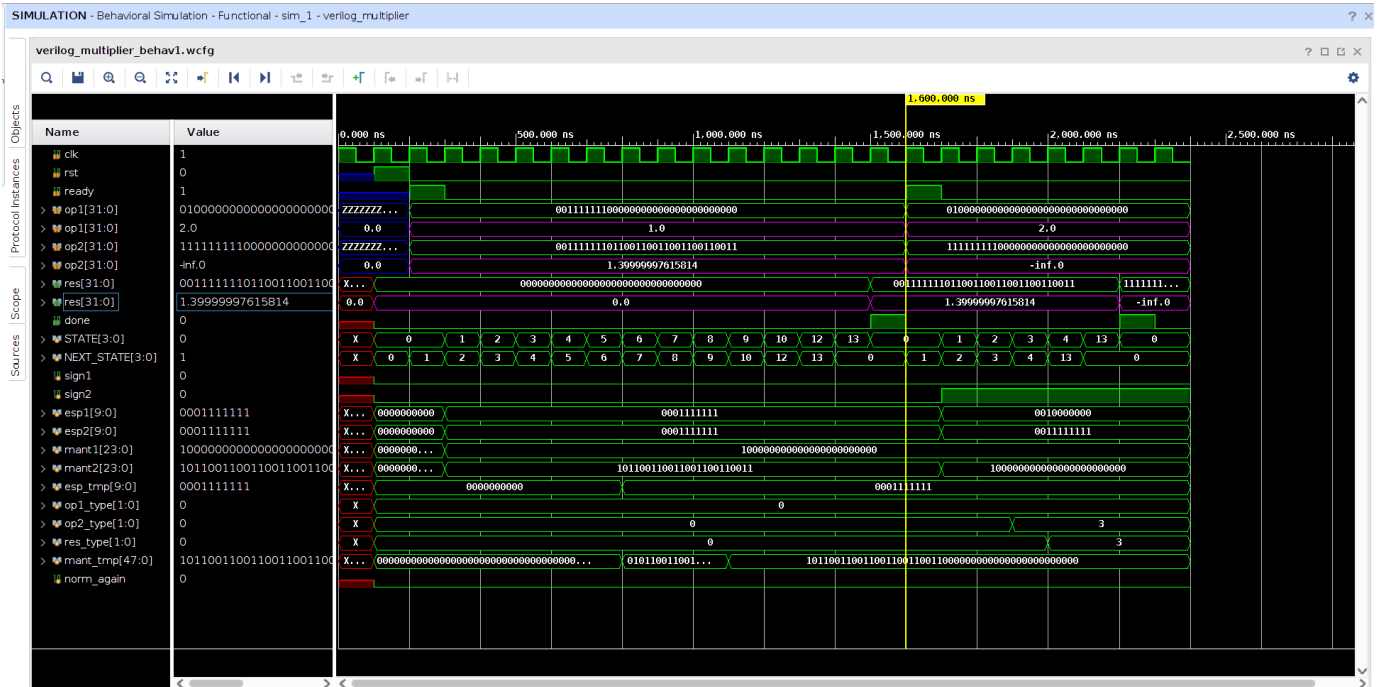 SIMULATION - Behavioral Simulation - Functional - sim_1 - verilog_multiplier
verilog_multiplier_behav1.wcfg
Objects
Protocol Instances
Scope
Sources
1,600.000 ns
Name Value 0.000 ns 500.000 ns 1,000.000 ns 1,500.000 ns 2,000.000 ns 2,500.000 ns
clk 1
rst 0
ready 1
op1[31:0] 0100000000000000000000 ZZZZZZZ... 00111111100000000000000000000000 01000000000000000000000000000000
op1[31:0] 2.0 0.0 1.0 2.0
op2[31:0] 1111111110000000000000 ZZZZZZZ... 00111111101100110011001100110011 11111111100000000000000000000000
op2[31:0] -inf.0 0.0 1.39999997615814 -inf.0
res[31:0] 0011111110110011001100 X... 00000000000000000000000000000000 00111111101100110011001100110011 1111111...
res[31:0] 1.39999997615814 0.0 0.0 1.39999997615814 -inf.0
done 0
STATE[3:0] 0 X 0 1 2 3 4 5 6 7 8 9 10 12 13 0 1 2 3 4 13 0
NEXT_STATE[3:0] 1 X 0 1 2 3 4 5 6 7 8 9 10 12 13 0 1 2 3 4 13 0
sign1 0
sign2 0
esp1[9:0] 0001111111 X... 0000000000 0001111111 0010000000
esp2[9:0] 0001111111 X... 0000000000 0001111111 0011111111
mant1[23:0] 1000000000000000000000 X... 0000000... 100000000000000000000000
mant2[23:0] 1011001100110011001100 X... 0000000... 101100110011001100110011 100000000000000000000000
esp_tmp[9:0] 0001111111 X... 0000000000 0001111111
op1_type[1:0] 0 X 0
op2_type[1:0] 0 X 0 3
res_type[1:0] 0 X 0 3
mant_tmp[47:0] 1011001100110011001100 X... 010110011001...
norm_again 0